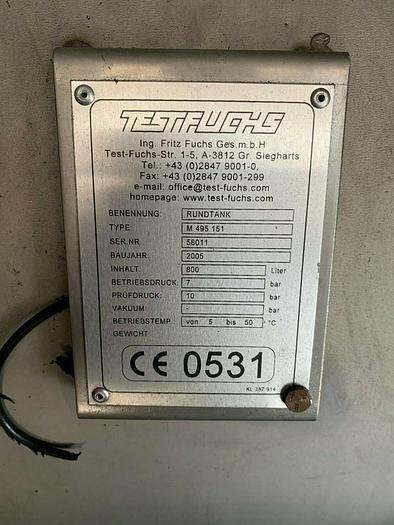 TEST-FUCHS
Ing. Fritz Fuchs Ges.m.b.H
Test-Fuchs-Str. 1-5, A-3812 Gr. Siegharts
Tel.: +43 (0)2847 9001-0,
Fax: +43 (0)2847 9001-299
e-mail: office@test-fuchs.com
homepage: www.test-fuchs.com
BENENNUNG: RUNDTANK
TYPE: M 495 151
SER.NR. 58011
BAUJAHR: 2005
INHALT: 800 Liter
BETRIEBSDRUCK: 7 bar
PRÜFDRUCK: 10 bar
VAKUUM: - bar
BETRIEBSTEMP. von 5 bis 50 °C
GEWICHT:
CE 0531
KL 387 914